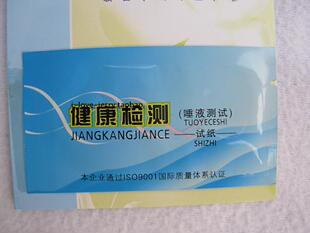 健康检测（唾液测试）
TUOYECESHI
JIANGKANGJIANCE
试纸
SHIZHI
本企业通过ISO9001国际质量体系认证